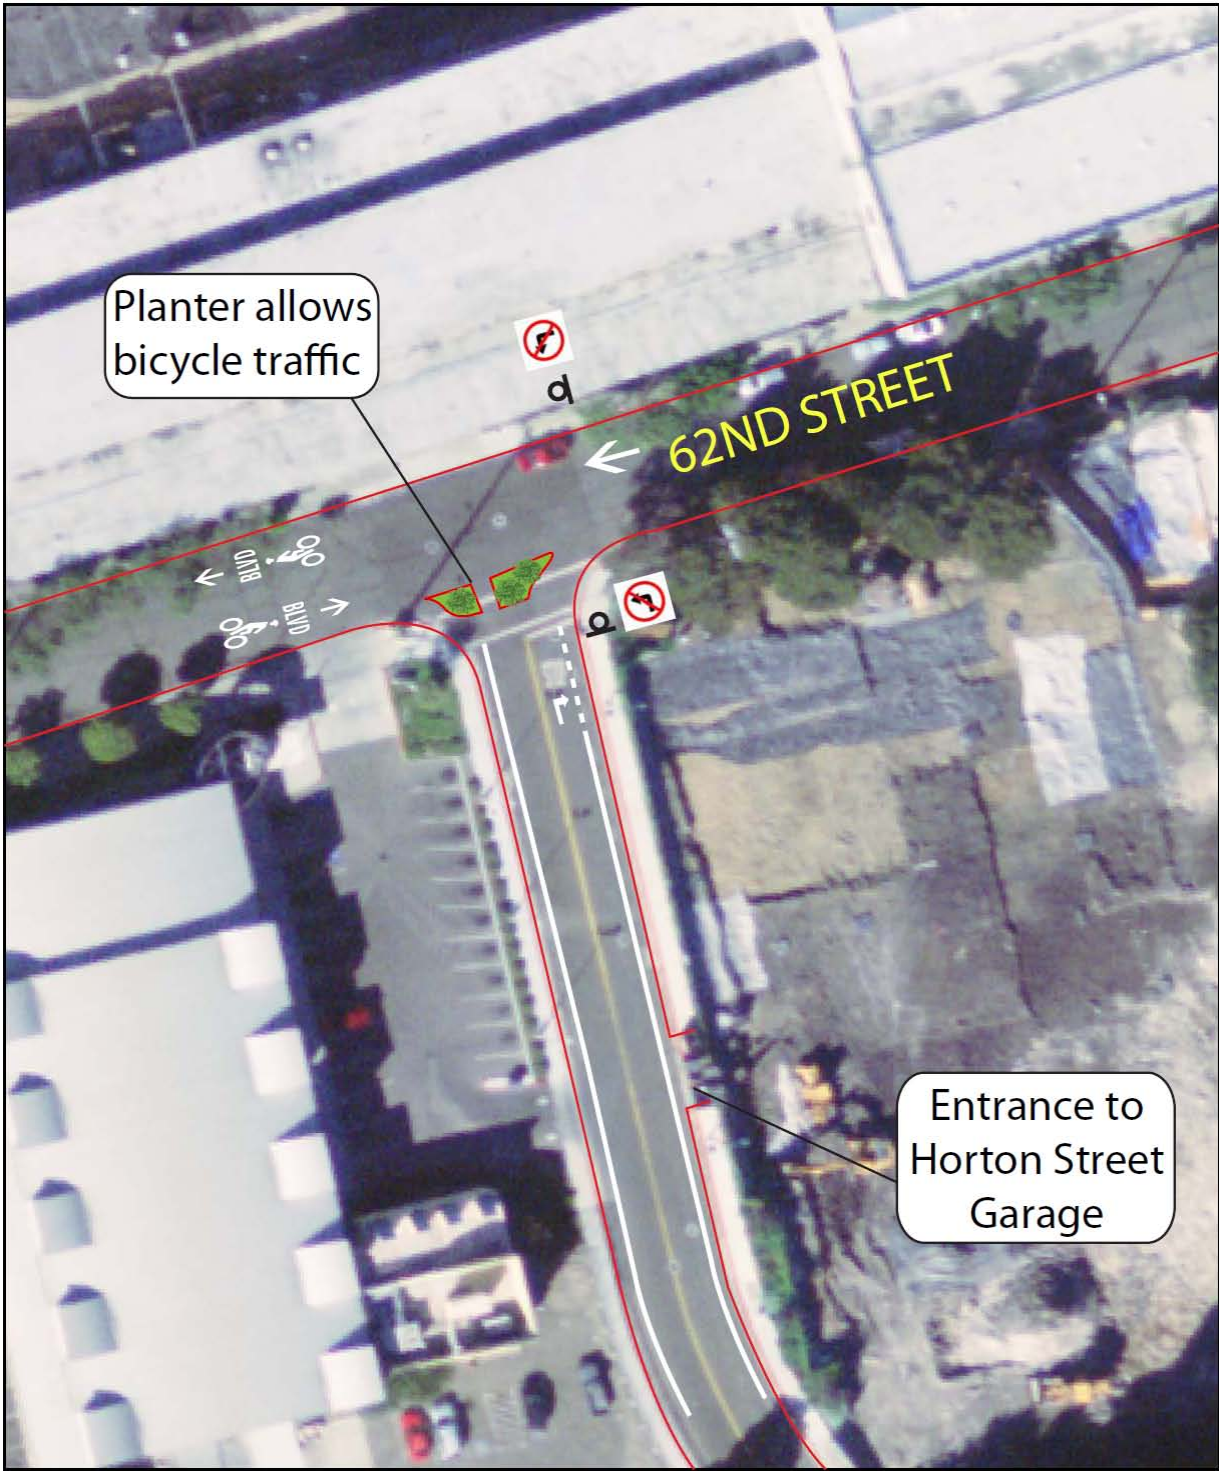 Planter allows
bicycle traffic
62ND STREET
BLVD
BLVD
Entrance to
Horton Street
Garage